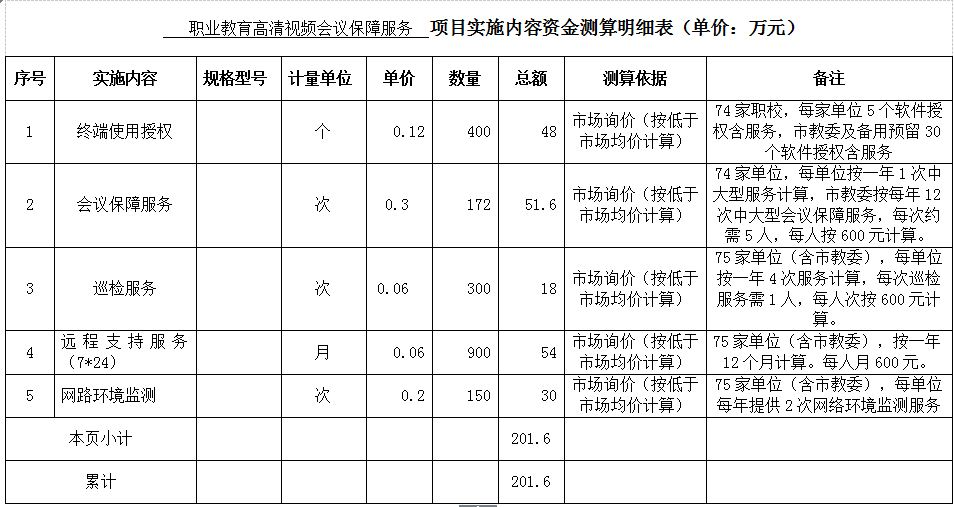 职业教育高清视频会议保障服务 项目实施内容资金测算明细表（单价：万元）
序号 实施内容 规格型号 计量单位 单价 数量 总额 测算依据 备注
1 终端使用授权 个 0.12 400 48 市场询价（按低于
市场均价计算） 74家职校，每家单位5个软件授
权含服务，市教委及备用预留30
个软件授权含服务
2 会议保障服务 次 0.3 172 51.6 市场询价（按低于
市场均价计算） 74家单位，每单位按一年1次中
大型服务计算，市教委按每年12
次中大型会议保障服务，每次约
需5人，每人按600元计算。
3 巡检服务 次 0.06 300 18 市场询价（按低于
市场均价计算） 75家单位（含市教委），每单位
按一年4次服务计算，每次巡检
服务需1人，每人次按600元计
算。
4 远程支持服务
（7*24） 月 0.06 900 54 市场询价（按低于
市场均价计算） 75家单位（含市教委），按一年
12个月计算。每人月600元。
5 网路环境监测 次 0.2 150 30 市场询价（按低于
市场均价计算） 75家单位（含市教委），每单位
每年提供2次网络环境监测服务
本页小计 201.6
累计 201.6